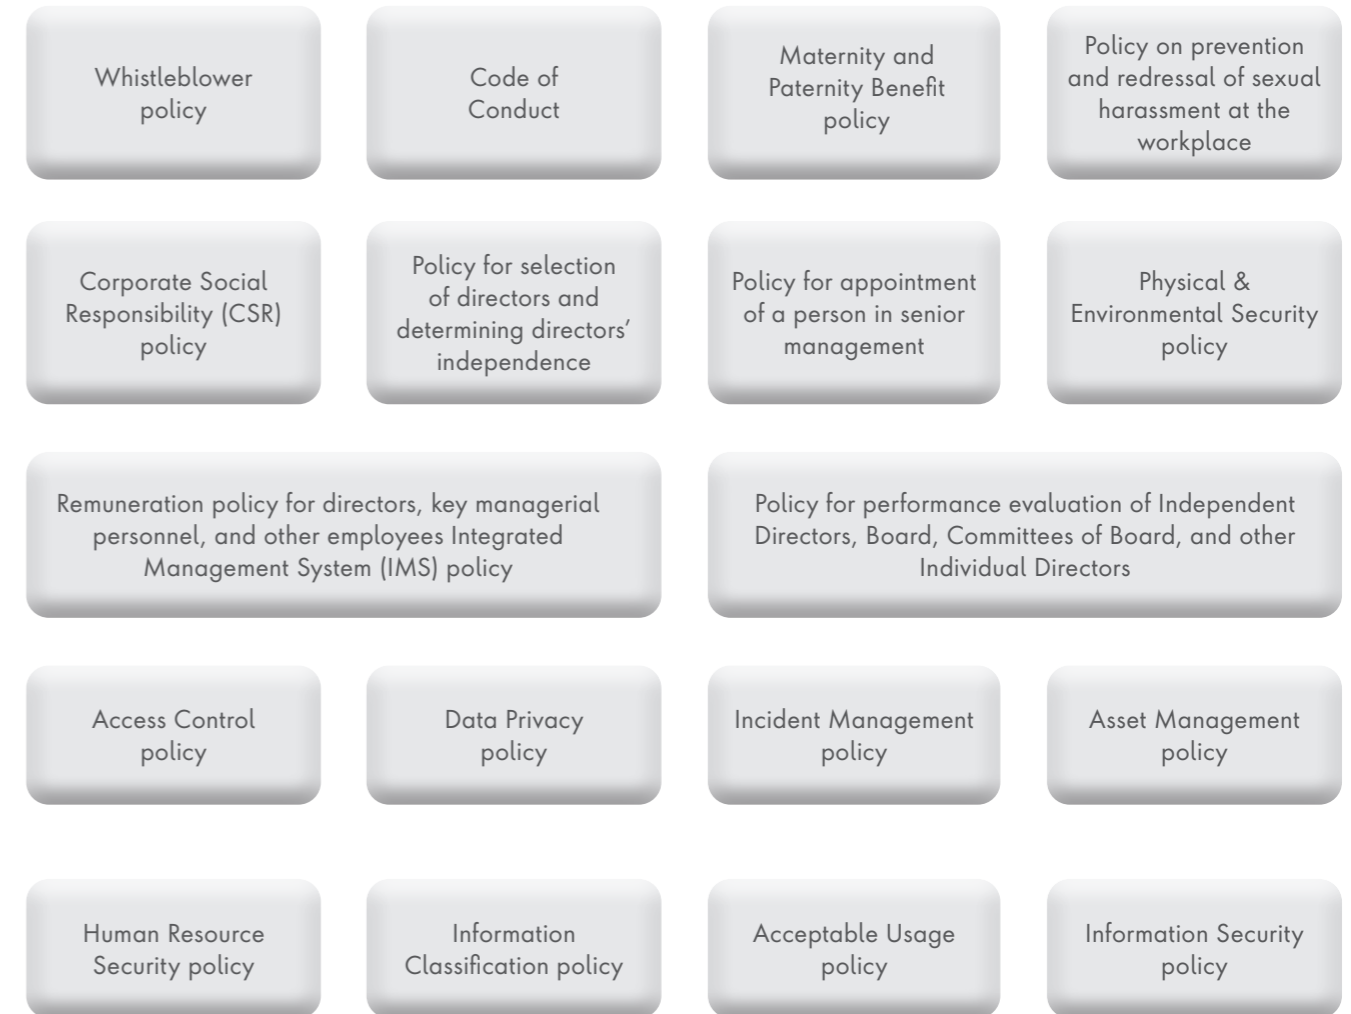 Whistleblower
policy
Code of
Conduct
Maternity and
Paternity Benefit
policy
Policy on prevention
and redressal of sexual
harassment at the
workplace
Corporate Social
Responsibility (CSR)
policy
Policy for selection
of directors and
determining directors’
independence
Policy for appointment
of a person in senior
management
Physical &
Environmental Security
policy
Remuneration policy for directors, key managerial
personnel, and other employees Integrated
Management System (IMS) policy
Policy for performance evaluation of Independent
Directors, Board, Committees of Board, and other
Individual Directors
Access Control
policy
Data Privacy
policy
Incident Management
policy
Asset Management
policy
Human Resource
Security policy
Information
Classification policy
Acceptable Usage
policy
Information Security
policy